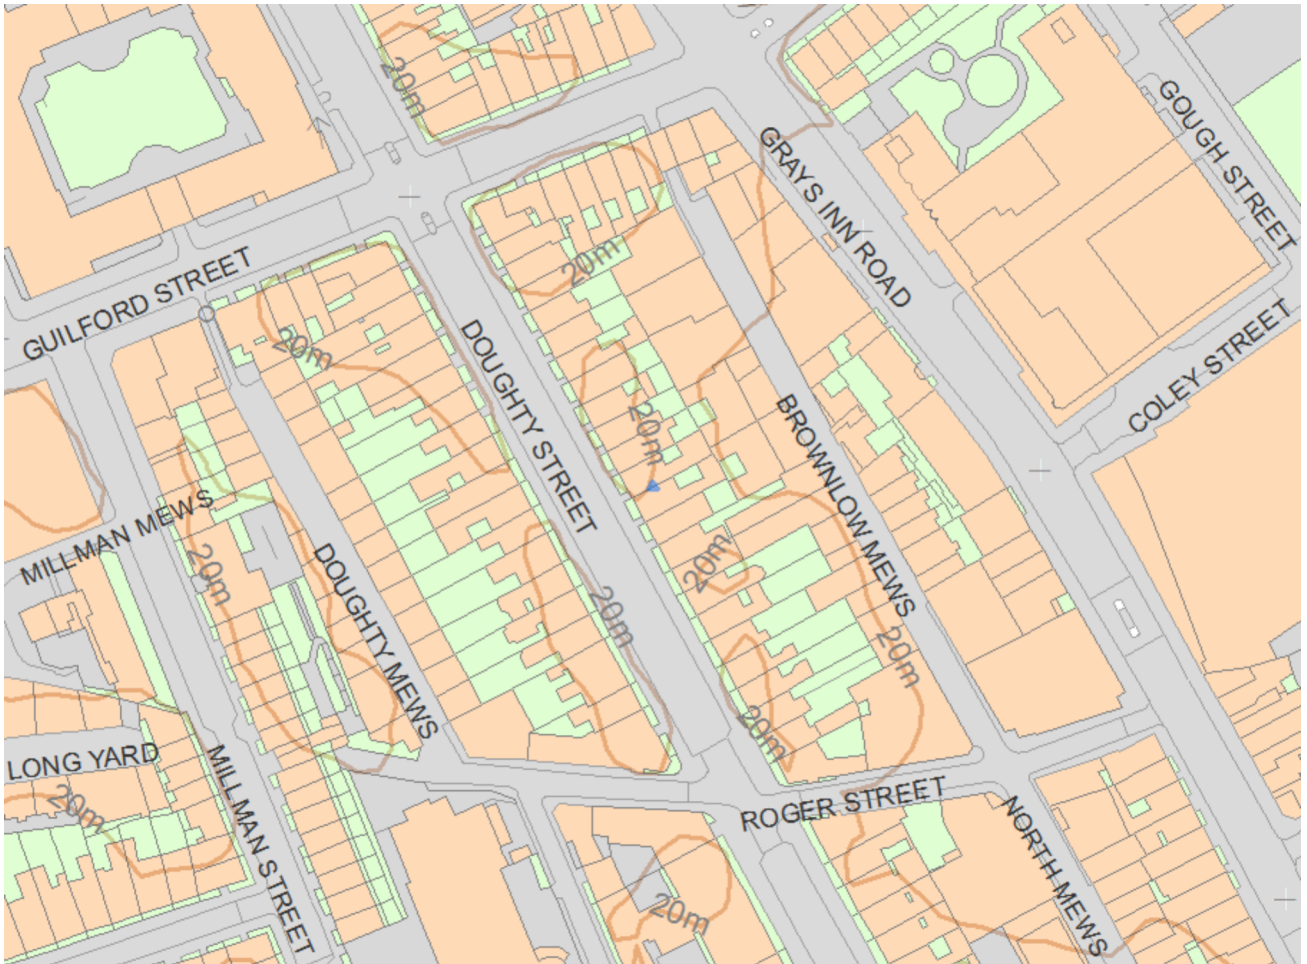 20m
GRAYS INN ROAD
GOUGH STREET
20m
GUILFORD STREET
20m
DOUGHTY STREET
COLEY STREET
20m
BROWNLOW MEWS
MILLMAN MEWS
20m
DOUGHTY MEWS
20m
20m
20m
20m
LONG YARD
20m
MILLMAN STREET
ROGER STREET
NORTH MEWS
20m